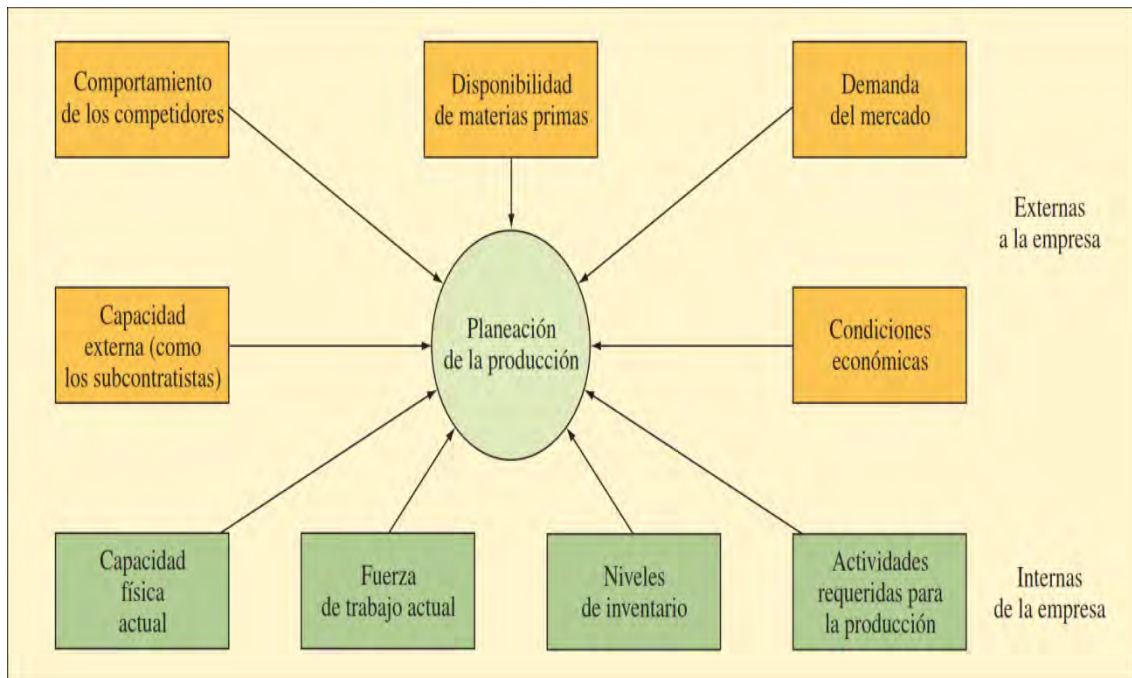 Comportamiento
de los competidores
Disponibilidad
de materias primas
Demanda
del mercado
Externas
a la empresa
Capacidad
externa (como
los subcontratistas)
Planeación
de la producción
Condiciones
económicas
Capacidad
física
actual
Fuerza
de trabajo actual
Niveles
de inventario
Actividades
requeridas para
la producción
Internas
de la empresa